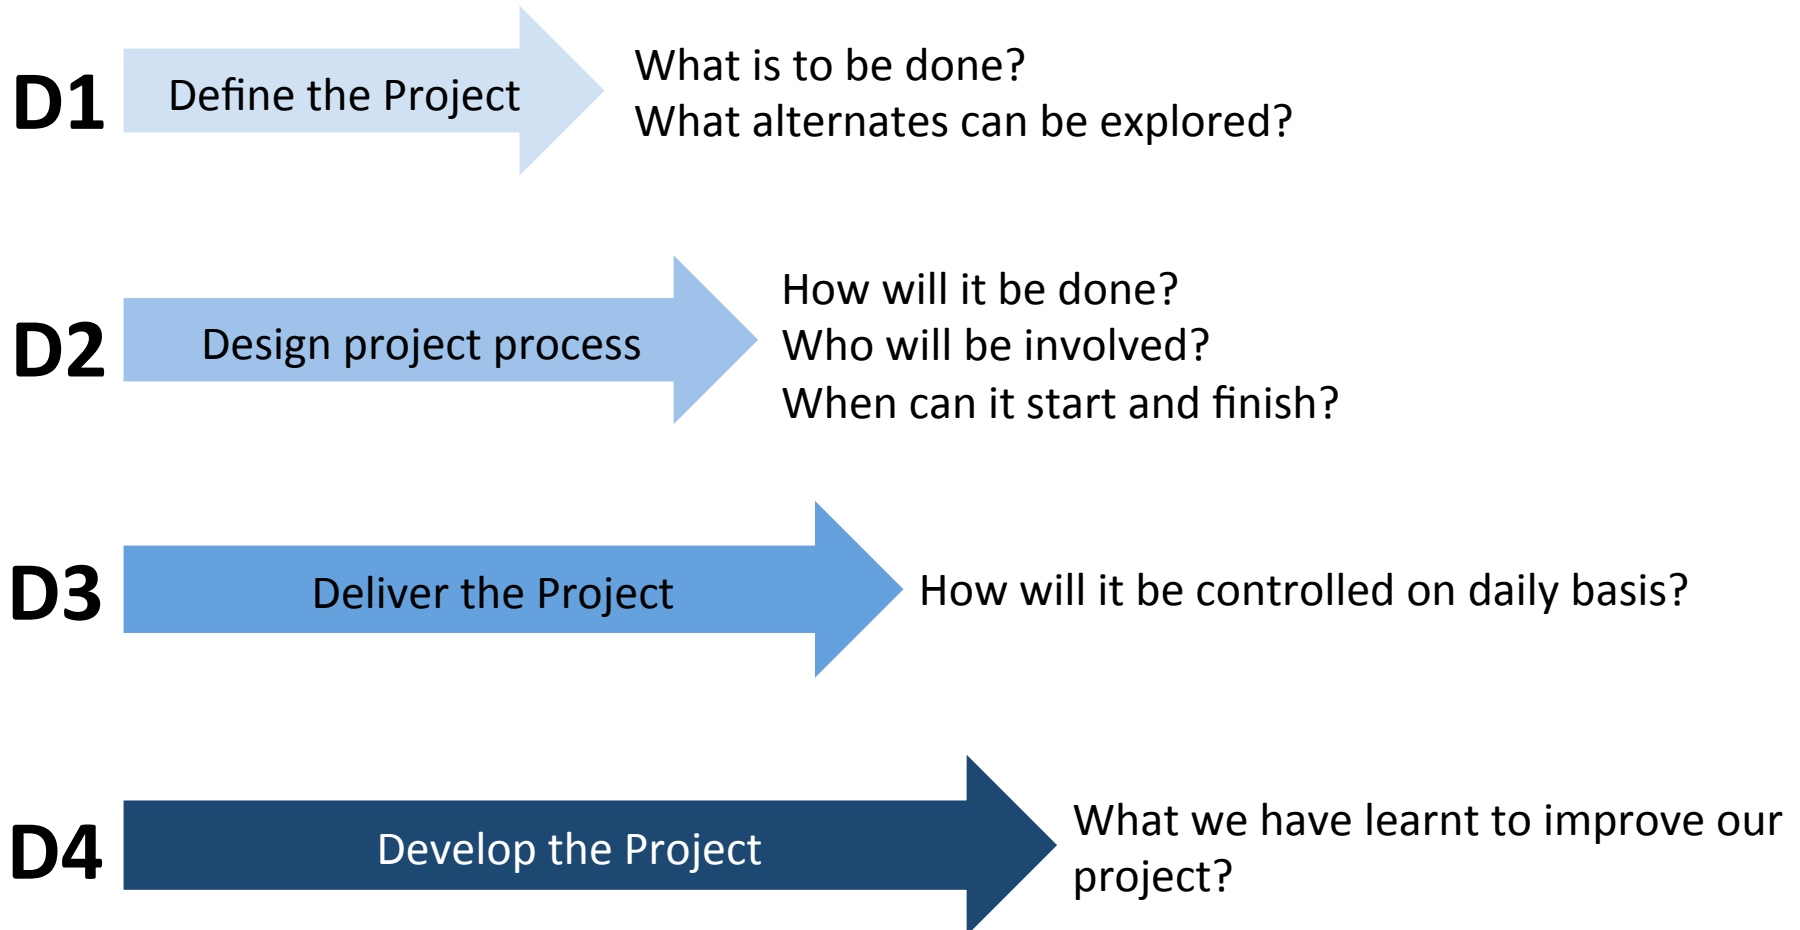 D1
Define the Project
What is to be done?
What alternates can be explored?
D2
Design project process
How will it be done?
Who will be involved?
When can it start and finish?
D3
Deliver the Project
How will it be controlled on daily basis?
D4
Develop the Project
What we have learnt to improve our
project?